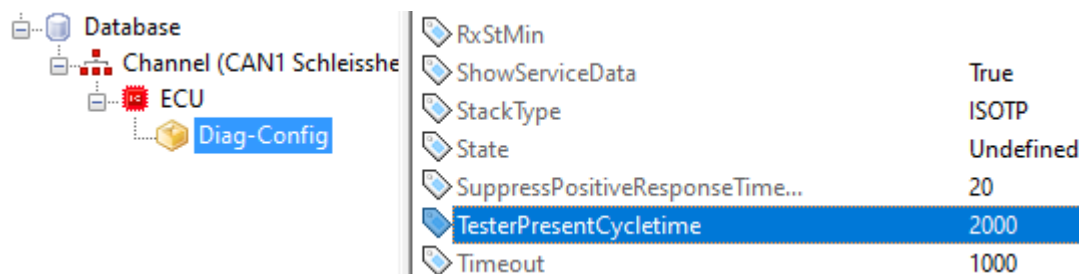 Database
Channel (CAN1 Schleisshe
ECU
Diag-Config
RxStMin
ShowServiceData True
StackType ISOTP
State Undefined
SuppressPositiveResponseTime... 20
TesterPresentCycletime 2000
Timeout 1000